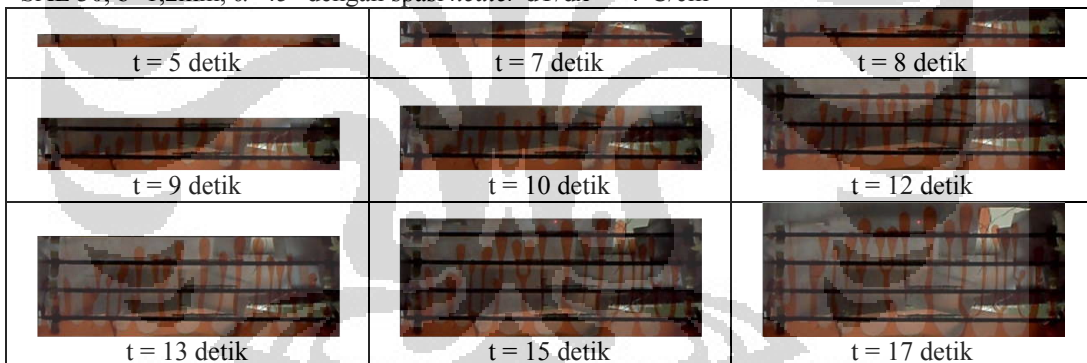 t = 5 detik
t = 7 detik
t = 8 detik
t = 9 detik
t = 10 detik
t = 12 detik
t = 13 detik
t = 15 detik
t = 17 detik